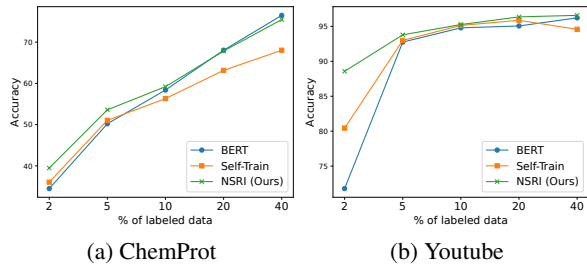 Accuracy
70
60
50
40
2
5
10
20
40
% of labeled data
BERT
Self-Train
NSRI (Ours)
(a) ChemProt
Accuracy
95
90
85
80
75
2
5
10
20
40
% of labeled data
BERT
Self-Train
NSRI (Ours)
(b) Youtube